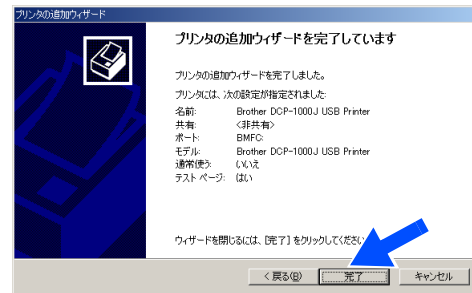 プリンタの追加ウィザード
プリンタの追加ウィザードを完了しています
プリンタの追加ウィザードを完了しました。
プリンタには、次の設定が指定されました:
名前: Brother DCP-1000J USB Printer
共有: <非共有>
ポート: BMFC:
モデル: Brother DCP-1000J USB Printer
通常使う: いいえ
テスト ページ: はい
ウィザードを閉じるには、[完了] をクリックしてください
< 戻る(B) 完了 キャンセル